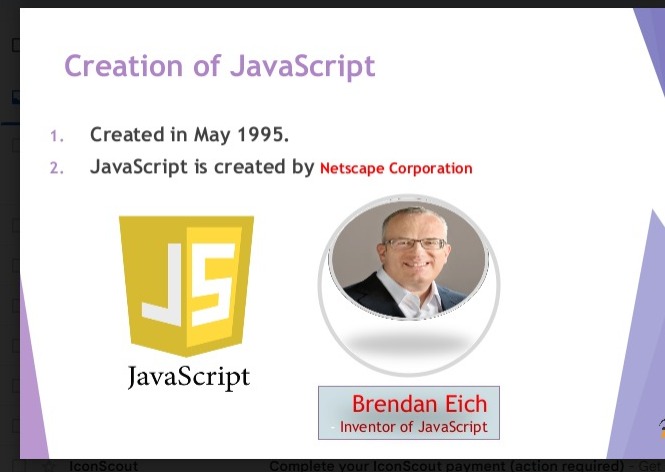 Creation of JavaScript
1. Created in May 1995.
2. JavaScript is created by Netscape Corporation
JS
JavaScript
Brendan Eich
- Inventor of JavaScript
IconScout
Complete your IconScout payment (action required) - Get